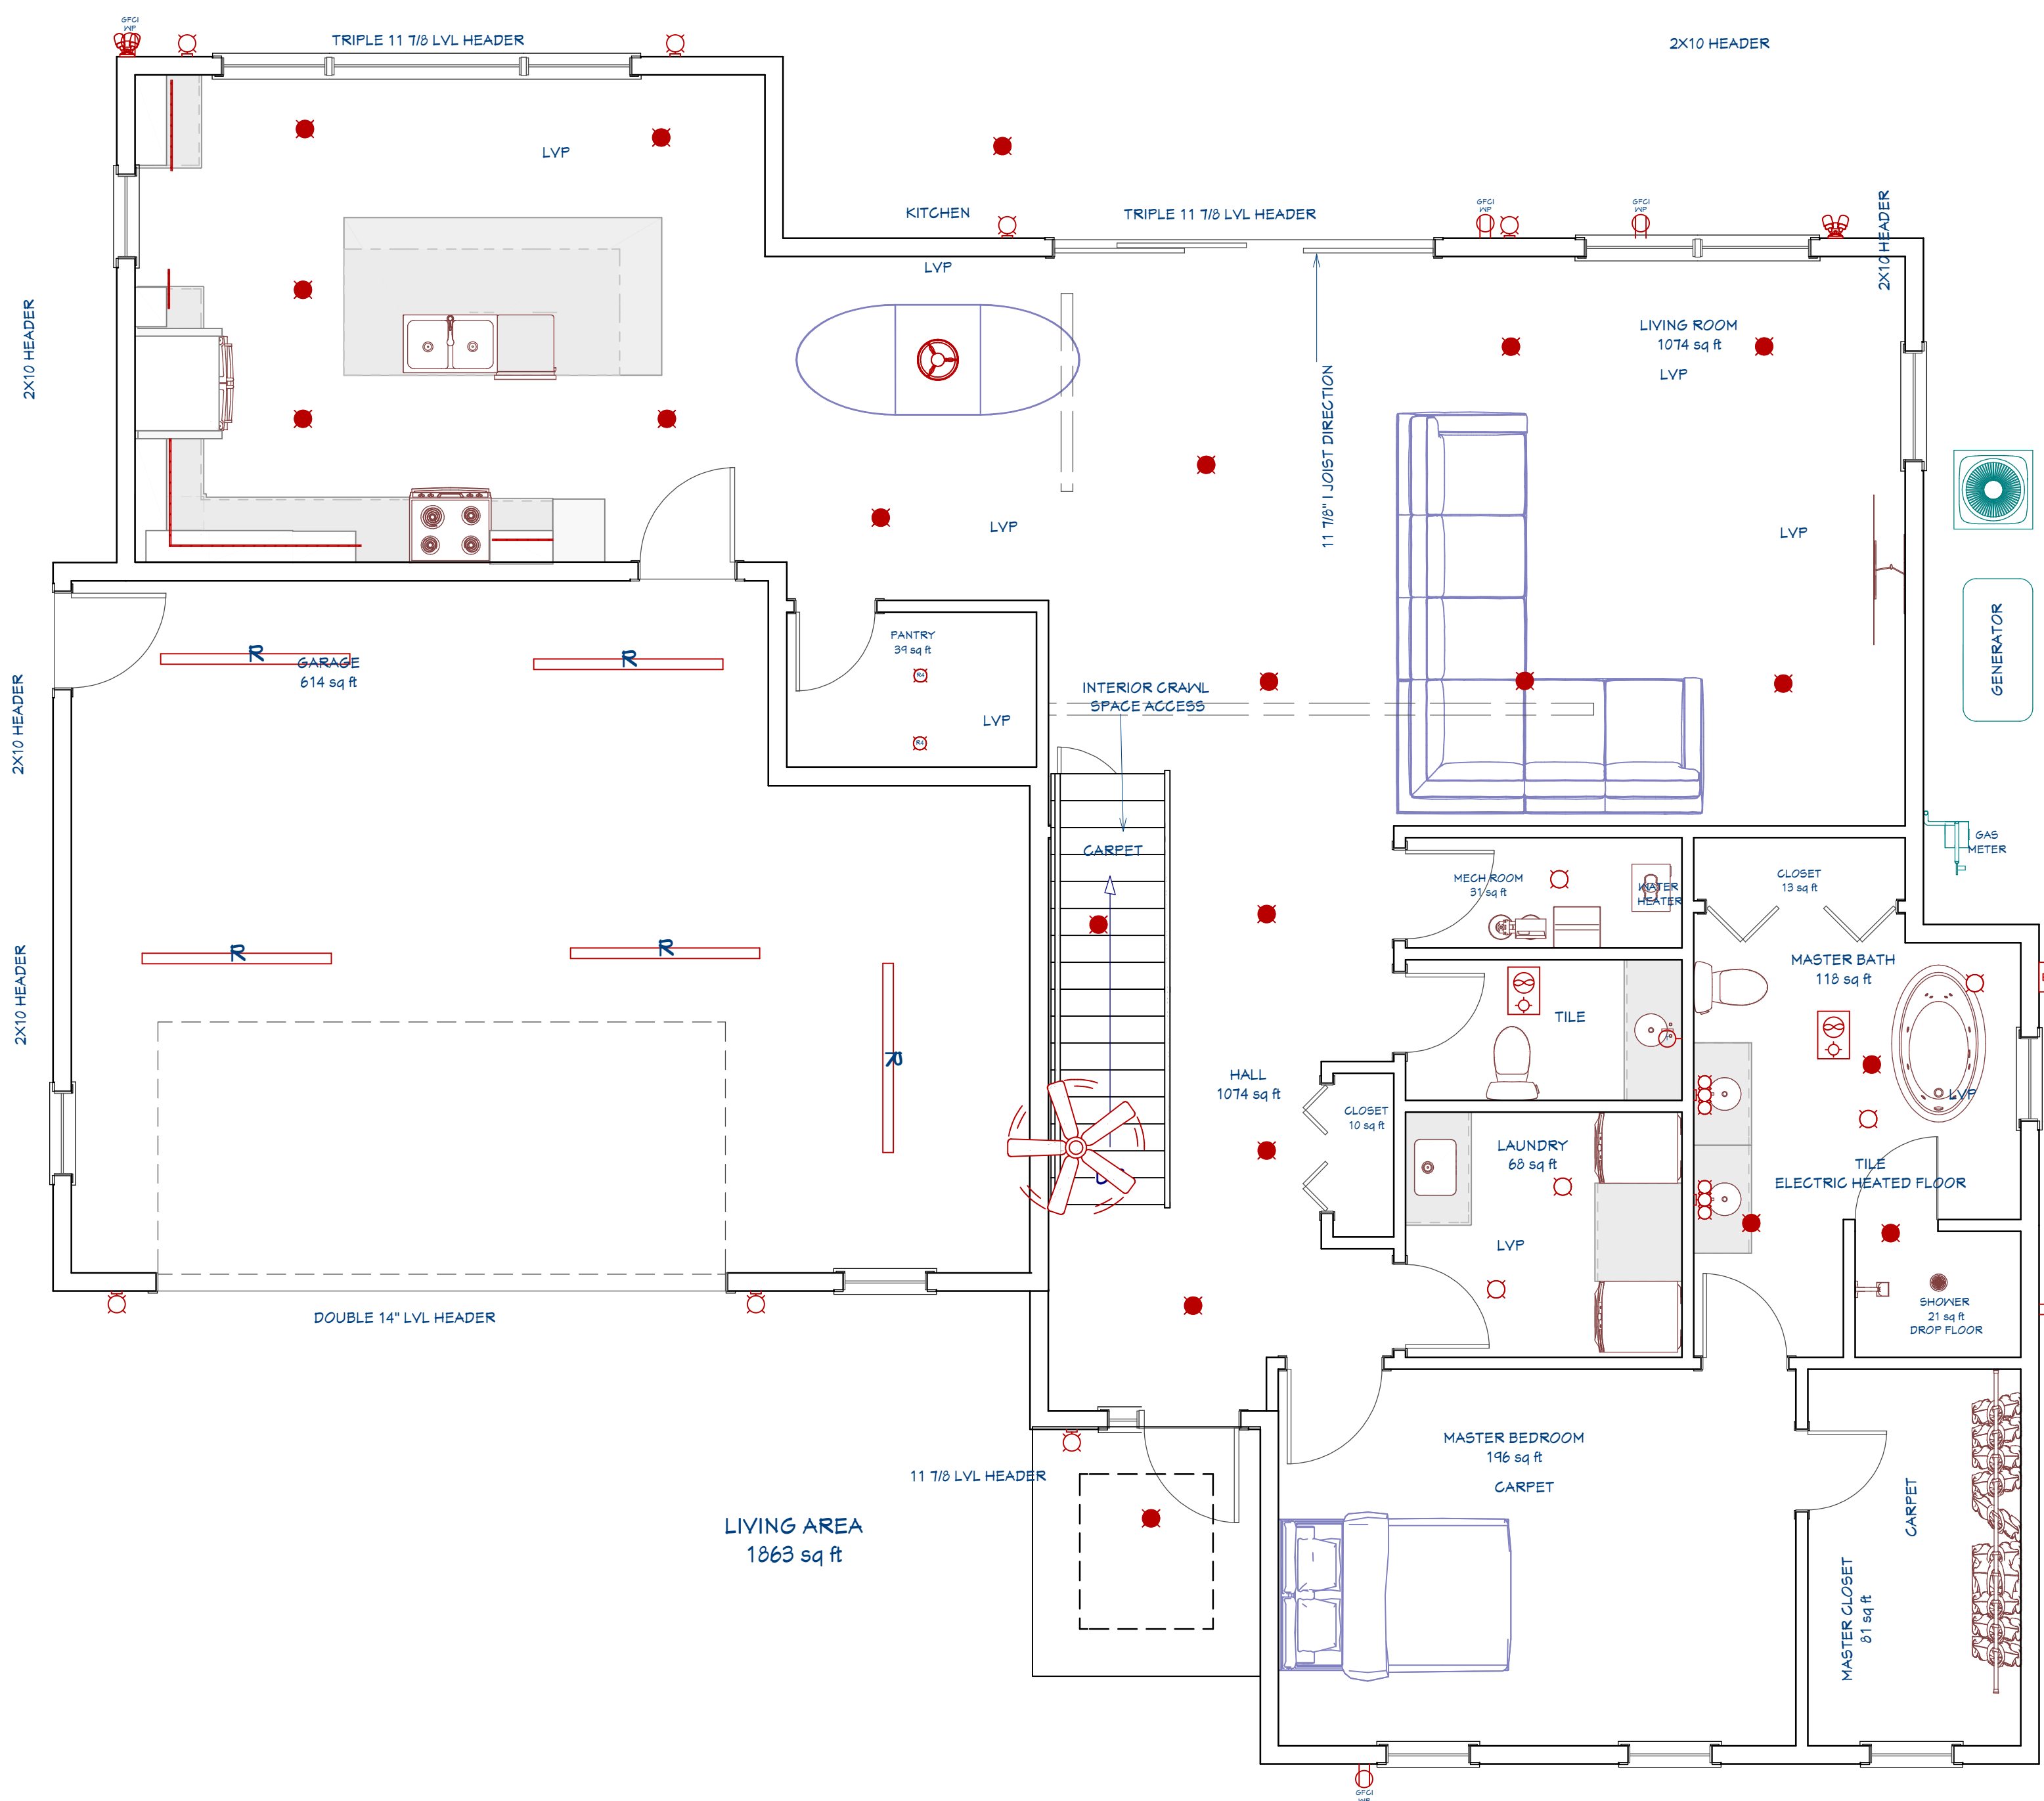 GFCI
WP
TRIPLE 11 7/8 LVL HEADER
2X10 HEADER
LVP
KITCHEN
TRIPLE 11 7/8 LVL HEADER
GFCI
WP
GFCI
WP
2X10 HEADER
LVP
2X10 HEADER
LIVING ROOM
1074 sq ft
LVP
11 7/8" I JOIST DIRECTION
LVP
LVP
GENERATOR
R
GARAGE
614 sq ft
R
PANTRY
39 sq ft
R4
LVP
R4
INTERIOR CRAWL
SPACE ACCESS
2X10 HEADER
CARPET
GAS
METER
MECH ROOM
31 sq ft
WATER
HEATER
CLOSET
13 sq ft
2X10 HEADER
R
R
R
MASTER BATH
118 sq ft
TILE
HALL
1074 sq ft
CLOSET
10 sq ft
LVP
LAUNDRY
68 sq ft
TILE
ELECTRIC HEATED FLOOR
LVP
SHOWER
21 sq ft
DROP FLOOR
DOUBLE 14" LVL HEADER
MASTER BEDROOM
196 sq ft
CARPET
11 7/8 LVL HEADER
CARPET
LIVING AREA
1863 sq ft
MASTER CLOSET
81 sq ft
GFCI
WP